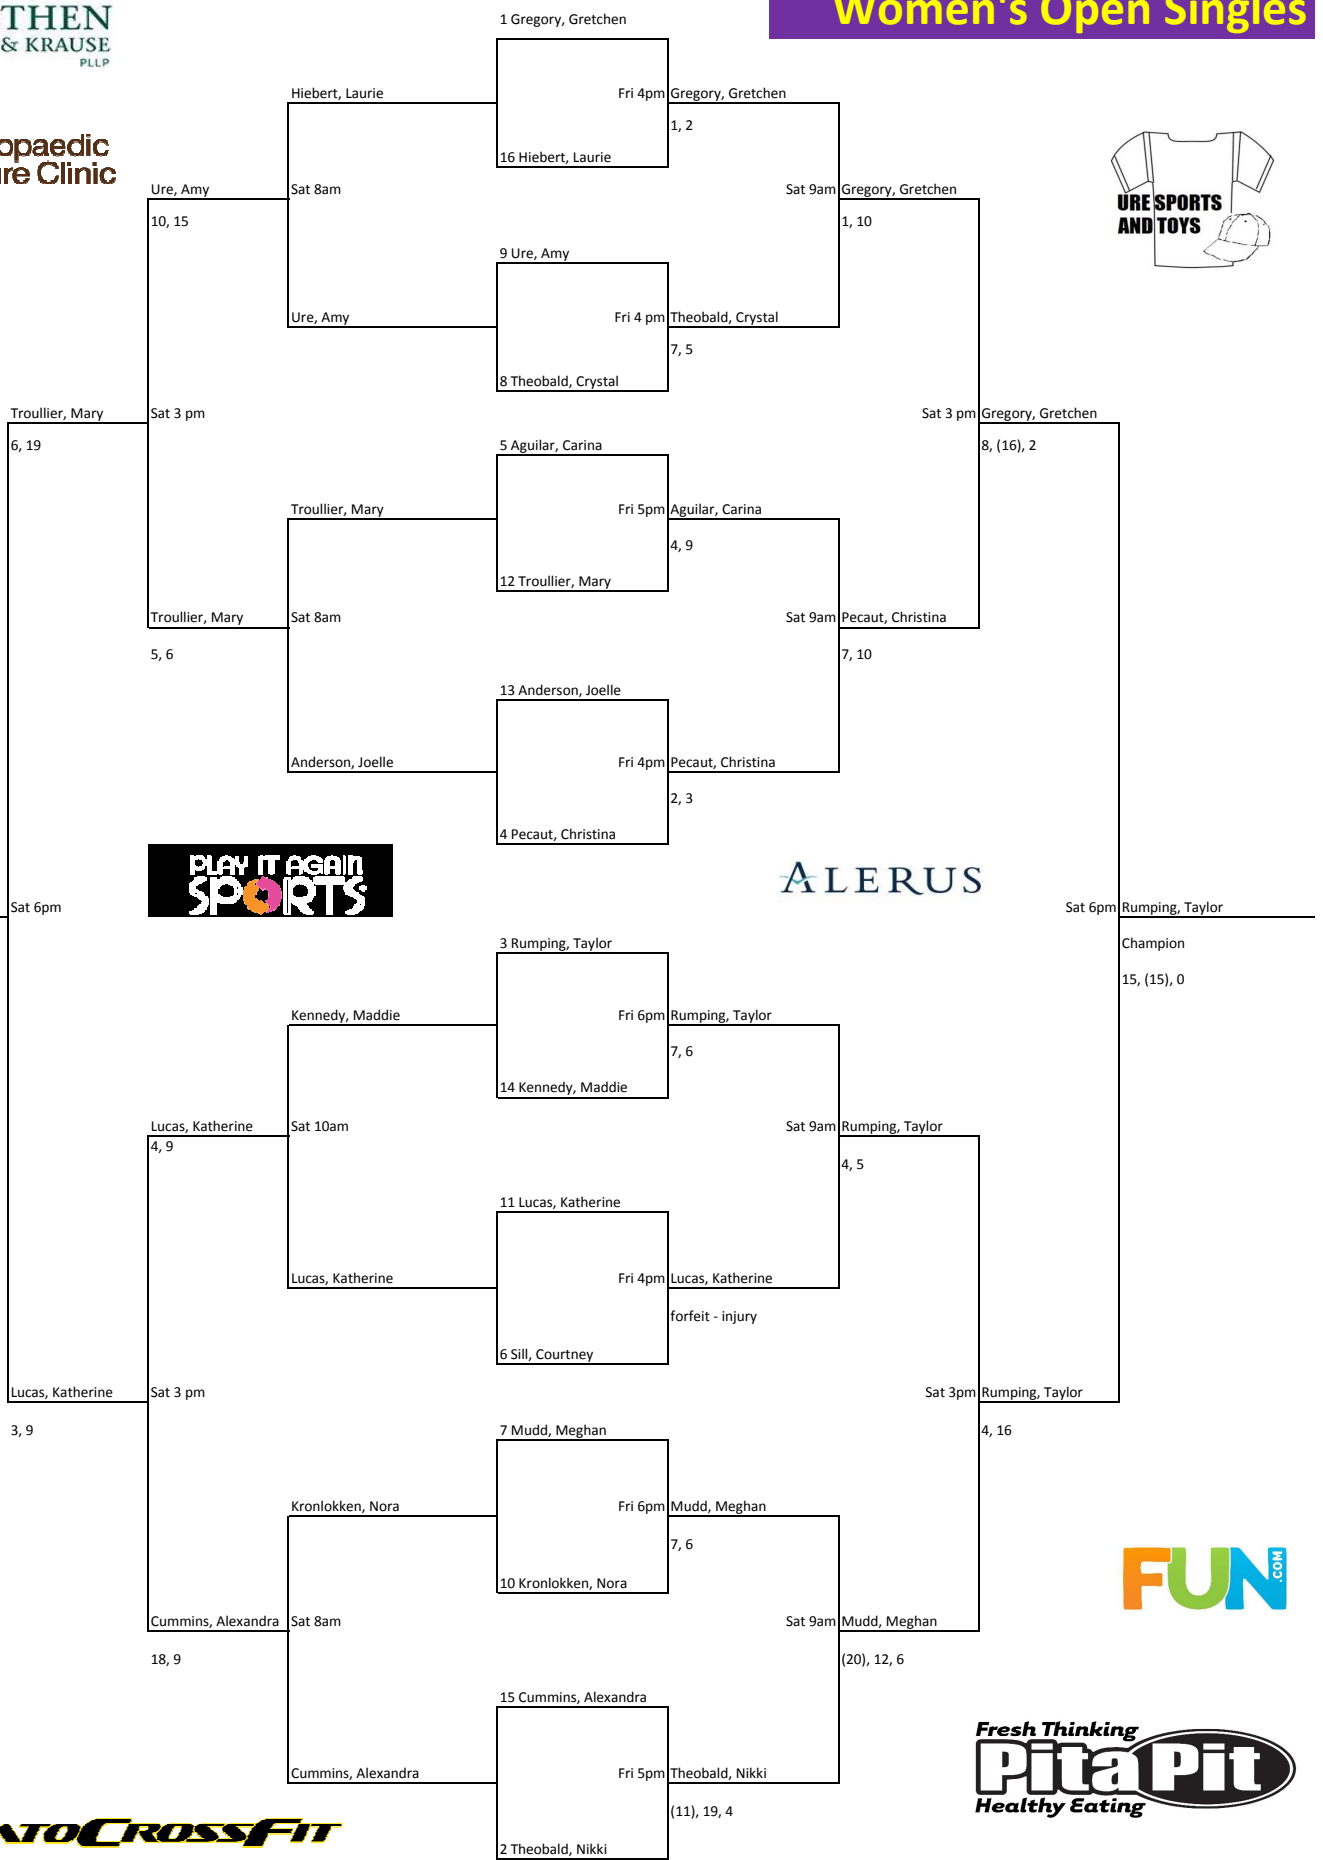 THEN
& KRAUSE
PLLP
1 Gregory, Gretchen
Women's Open Singles
Hiebert, Laurie
Fri 4pm
Gregory, Gretchen
1, 2
opaedic
re Clinic
16 Hiebert, Laurie
Ure, Amy
Sat 8am
Sat 9am
Gregory, Gretchen
10, 15
1, 10
URE SPORTS
AND TOYS
9 Ure, Amy
Ure, Amy
Fri 4 pm
Theobald, Crystal
7, 5
8 Theobald, Crystal
Troullier, Mary
Sat 3 pm
Sat 3 pm
Gregory, Gretchen
6, 19
5 Aguilar, Carina
8, (16), 2
Troullier, Mary
Fri 5pm
Aguilar, Carina
4, 9
12 Troullier, Mary
Troullier, Mary
Sat 8am
Sat 9am
Pecaut, Christina
5, 6
7, 10
13 Anderson, Joelle
Anderson, Joelle
Fri 4pm
Pecaut, Christina
2, 3
4 Pecaut, Christina
PLAY IT AGAIN
SPORTS
ALERUS
Sat 6pm
Sat 6pm
Rumping, Taylor
3 Rumping, Taylor
Champion
15, (15), 0
Kennedy, Maddie
Fri 6pm
Rumping, Taylor
7, 6
14 Kennedy, Maddie
Lucas, Katherine
Sat 10am
Sat 9am
Rumping, Taylor
4, 9
4, 5
11 Lucas, Katherine
Lucas, Katherine
Fri 4pm
Lucas, Katherine
forfeit - injury
6 Sill, Courtney
Lucas, Katherine
Sat 3 pm
Sat 3pm
Rumping, Taylor
3, 9
7 Mudd, Meghan
4, 16
Kronlokken, Nora
Fri 6pm
Mudd, Meghan
7, 6
10 Kronlokken, Nora
FUN.COM
Cummins, Alexandra
Sat 8am
Sat 9am
Mudd, Meghan
18, 9
(20), 12, 6
15 Cummins, Alexandra
Cummins, Alexandra
Fri 5pm
Theobald, Nikki
(11), 19, 4
2 Theobald, Nikki
Fresh Thinking
Pita Pit
Healthy Eating
ATOCROSSFIT